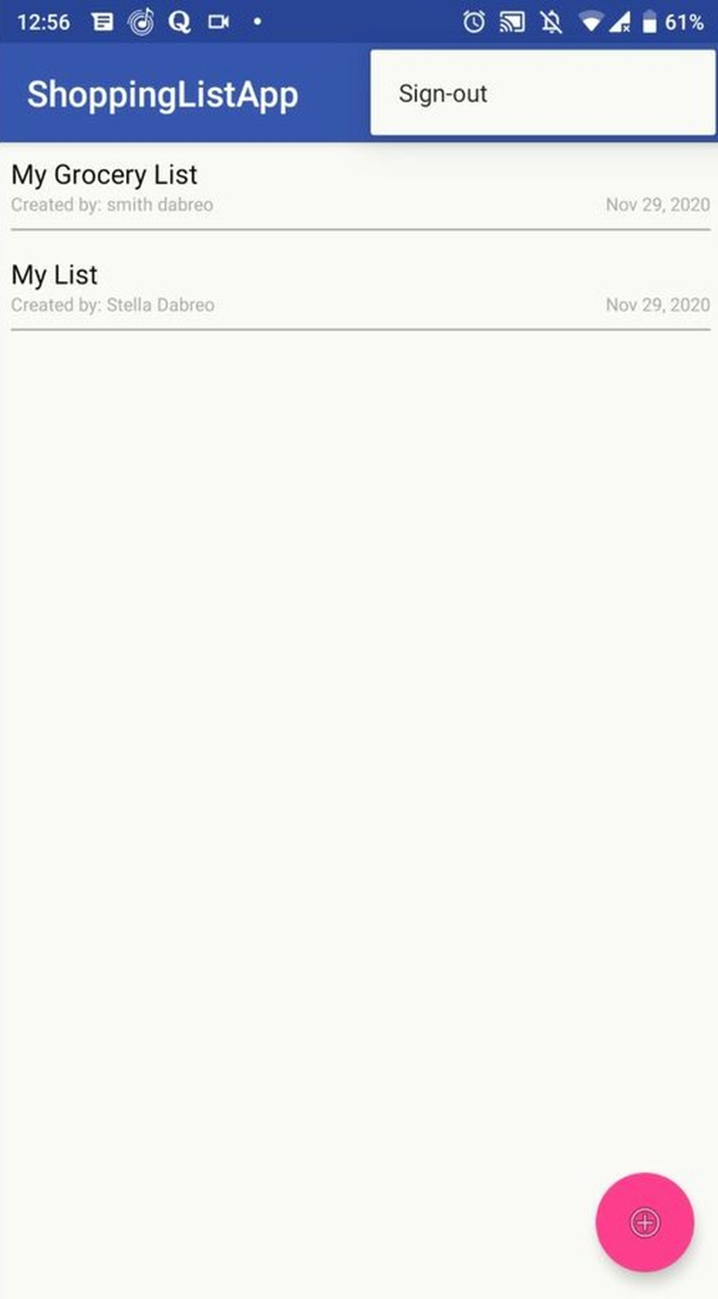 12:56 61%
ShoppingListApp
Sign-out
My Grocery List
Created by: smith dabreo Nov 29, 2020
My List
Created by: Stella Dabreo Nov 29, 2020